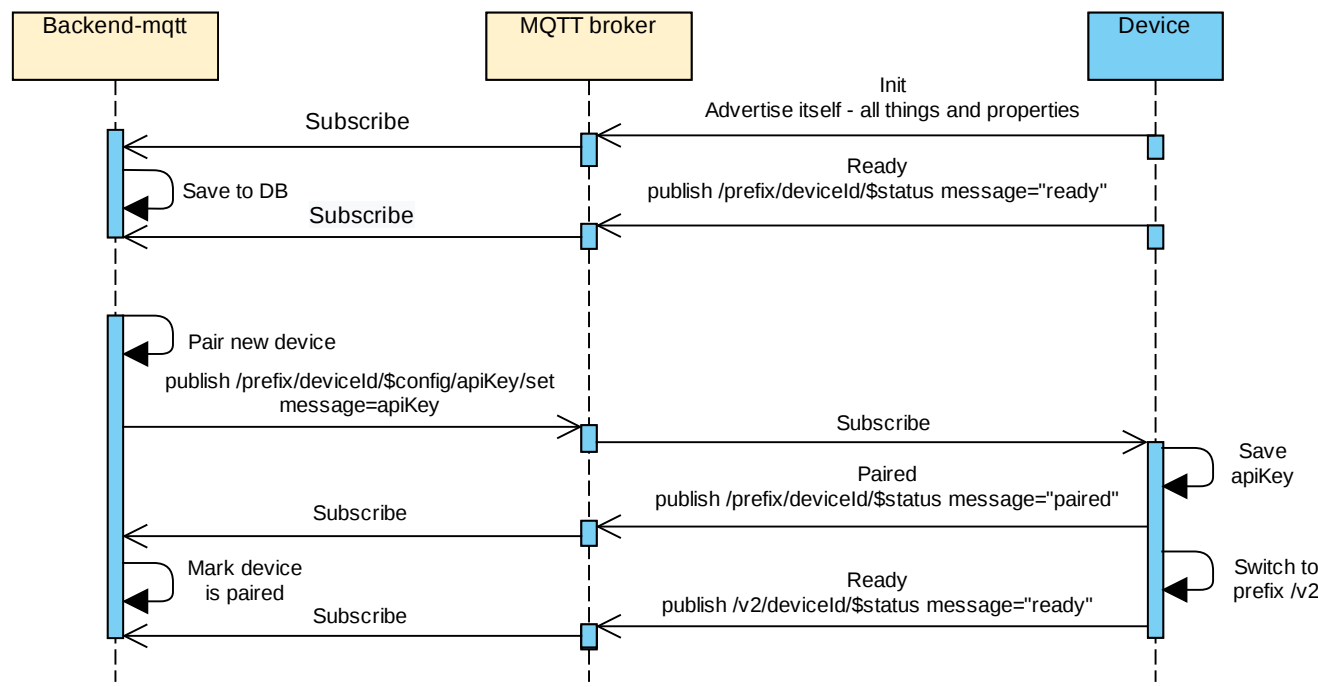 Backend-mqtt
MQTT broker
Device
Init
Advertise itself - all things and properties
Subscribe
Ready
publish /prefix/deviceId/$status message="ready"
Save to DB
Subscribe
Pair new device
publish /prefix/deviceId/$config/apiKey/set
message=apiKey
Subscribe
Save
apiKey
Paired
publish /prefix/deviceId/$status message="paired"
Subscribe
Mark device
is paired
Switch to
prefix /v2
Ready
publish /v2/deviceId/$status message="ready"
Subscribe